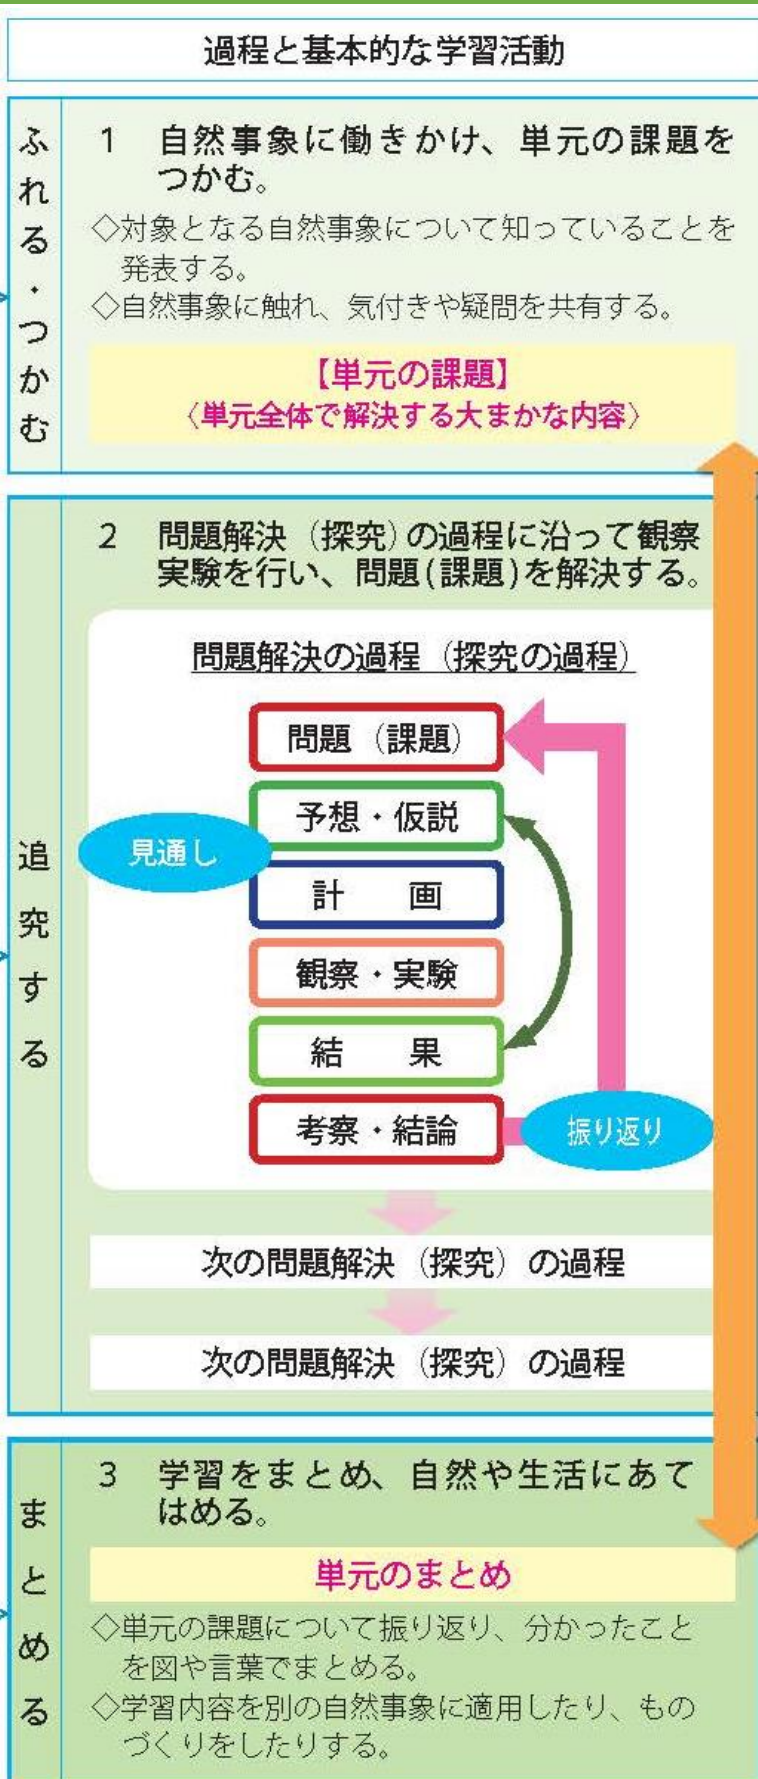 過程と基本的な学習活動
ふれる・つかむ
1 自然事象に働きかけ、単元の課題を
つかむ。
◇対象となる自然事象について知っていることを
発表する。
◇自然事象に触れ、気付きや疑問を共有する。
【単元の課題】
〈単元全体で解決する大まかな内容〉
追究する
2 問題解決（探究）の過程に沿って観察
実験を行い、問題(課題)を解決する。
問題解決の過程（探究の過程）
問題（課題）
予想・仮説
見通し
計 画
観察・実験
結 果
考察・結論
振り返り
次の問題解決（探究）の過程
次の問題解決（探究）の過程
まとめる
3 学習をまとめ、自然や生活にあて
はめる。
単元のまとめ
◇単元の課題について振り返り、分かったこと
を図や言葉でまとめる。
◇学習内容を別の自然事象に適用したり、もの
づくりをしたりする。